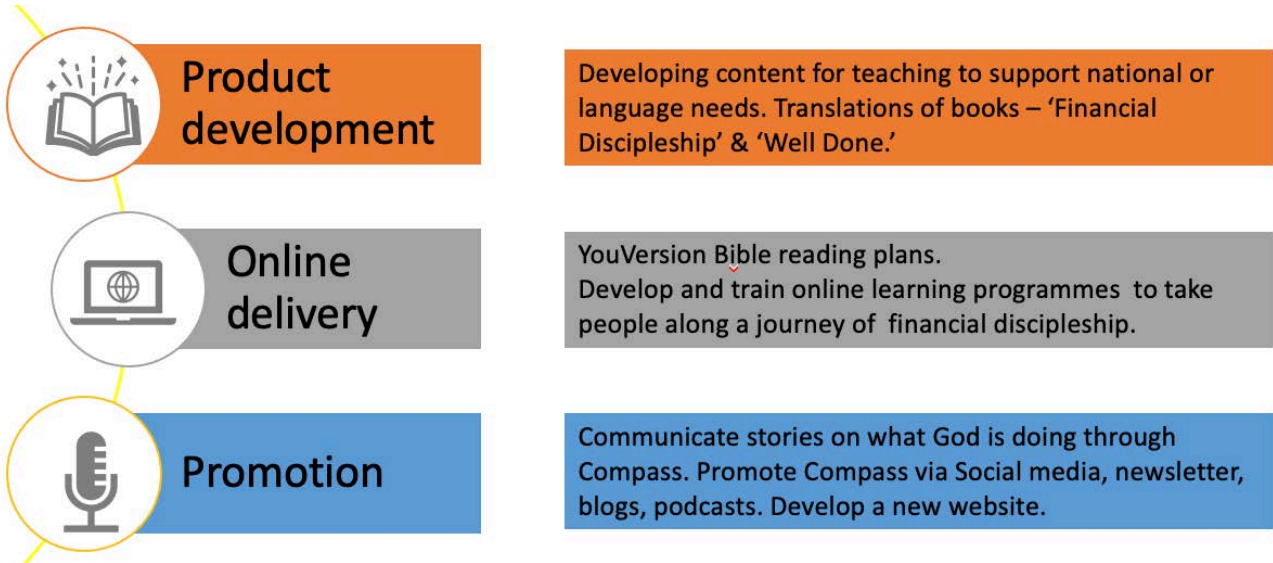 Product
development
Developing content for teaching to support national or
language needs. Translations of books – ‘Financial
Discipleship’ & ‘Well Done.’
Online
delivery
YouVersion Bible reading plans.
Develop and train online learning programmes  to take
people along a journey of  financial discipleship.
Promotion
Communicate stories on what God is doing through
Compass. Promote Compass via Social media, newsletter,
blogs, podcasts. Develop a new website.